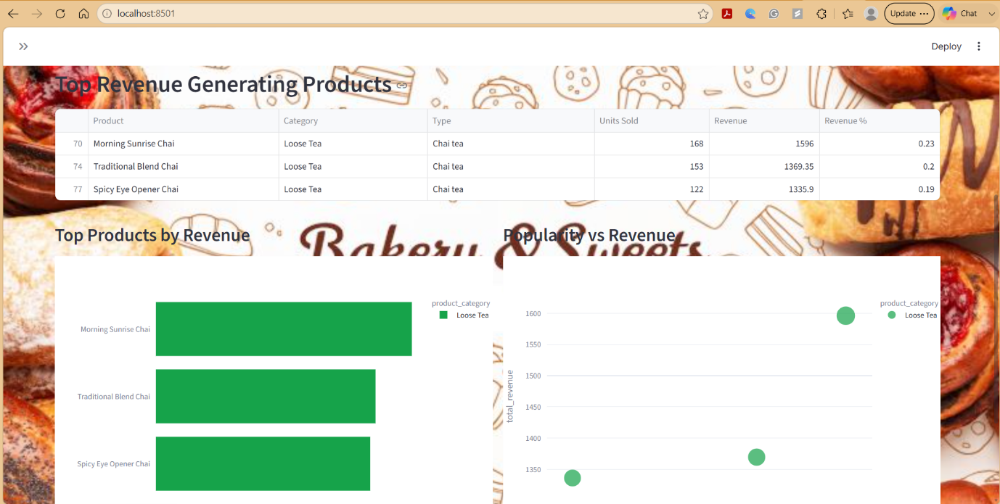 localhost:8501
Update
Chat
Deploy
Top Revenue Generating Products
Product Category Type Units Sold Revenue Revenue %
70 Morning Sunrise Chai Loose Tea Chai tea 168 1596 0.23
74 Traditional Blend Chai Loose Tea Chai tea 153 1369.35 0.2
77 Spicy Eye Opener Chai Loose Tea Chai tea 122 1335.9 0.19
Bakery & Sweets
Top Products by Revenue
Popularity vs Revenue
product_category
Loose Tea
Morning Sunrise Chai
Traditional Blend Chai
Spicy Eye Opener Chai
product_category
Loose Tea
total_revenue
1600
1550
1500
1450
1400
1350